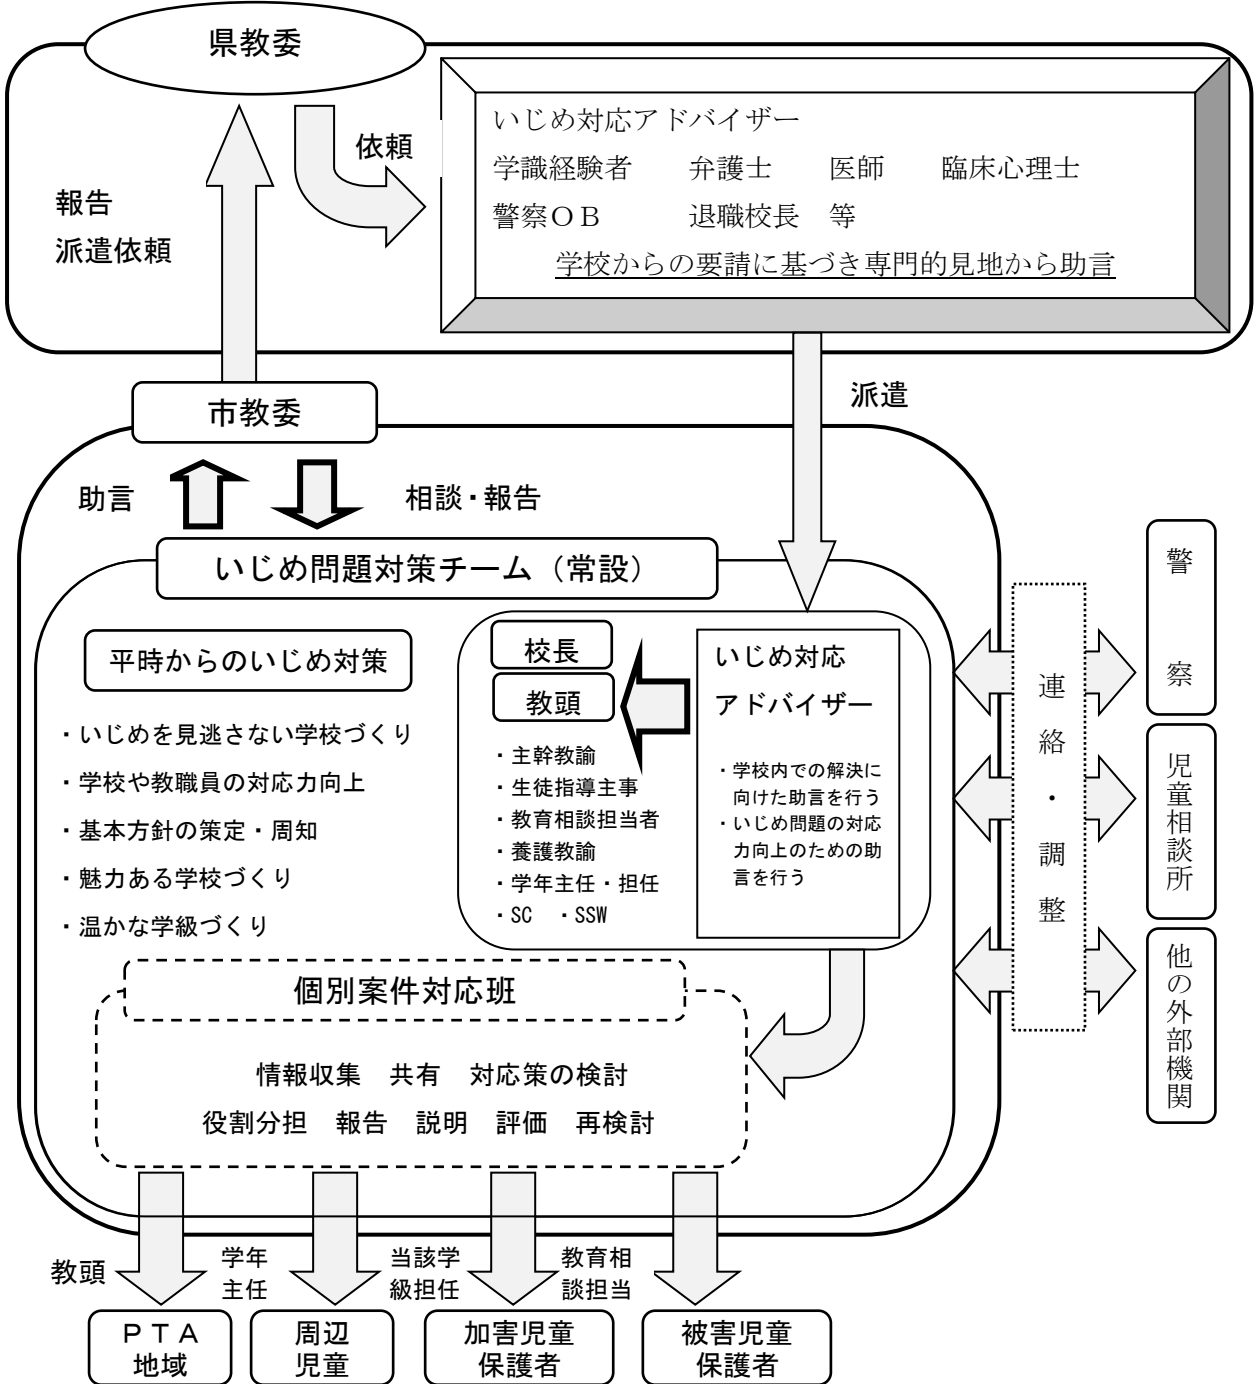 県教委
依頼
報告
派遣依頼
いじめ対応アドバイザー
学識経験者　　弁護士　　医師　　臨床心理士
警察ＯＢ　　退職校長　等
学校からの要請に基づき専門的見地から助言
派遣
市教委
助言
相談・報告
いじめ問題対策チーム（常設）
平時からのいじめ対策
・いじめを見逃さない学校づくり
・学校や教職員の対応力向上
・基本方針の策定・周知
・魅力ある学校づくり
・温かな学級づくり
校長
教頭
・主幹教諭
・生徒指導主事
・教育相談担当者
・養護教諭
・学年主任・担任
・SC　・SSW
いじめ対応
アドバイザー
・学校内での解決に
向けた助言を行う
・いじめ問題の対応
力向上のための助
言を行う
連絡・調整
警察
児童相談所
他の外部機関
個別案件対応班
情報収集　共有　対応策の検討
役割分担　報告　説明　評価　再検討
教頭
学年
主任
当該学
級担任
教育相
談担当
ＰＴＡ
地域
周辺
児童
加害児童
保護者
被害児童
保護者